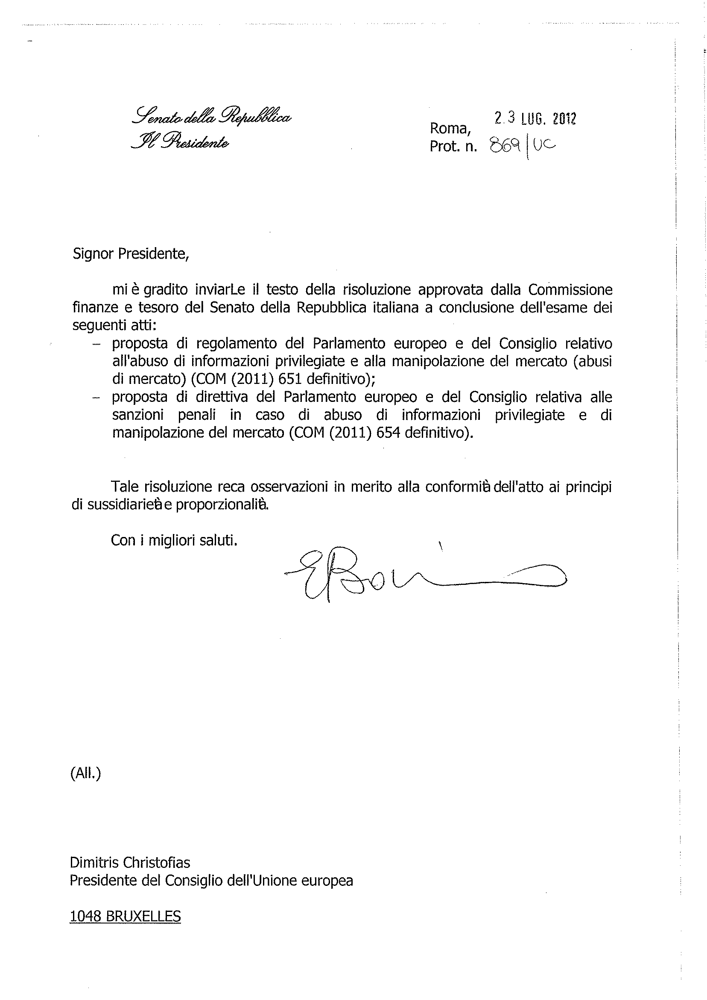 Senato della Repubblica
Il Presidente
23 LUG. 2012
Roma,
Prot. n. 869/UC
Signor Presidente,
mi è gradito inviarLe il testo della risoluzione approvata dalla Commissione
finanze e tesoro del Senato della Repubblica italiana a conclusione dell'esame dei
seguenti atti:
– proposta di regolamento del Parlamento europeo e del Consiglio relativo
all'abuso di informazioni privilegiate e alla manipolazione del mercato (abusi
di mercato) (COM (2011) 651 definitivo);
– proposta di direttiva del Parlamento europeo e del Consiglio relativa alle
sanzioni penali in caso di abuso di informazioni privilegiate e di
manipolazione del mercato (COM (2011) 654 definitivo).
Tale risoluzione reca osservazioni in merito alla conformità dell'atto ai principi
di sussidiarietà e proporzionalità.
Con i migliori saluti.
(All.)
Dimitris Christofias
Presidente del Consiglio dell'Unione europea
1048 BRUXELLES